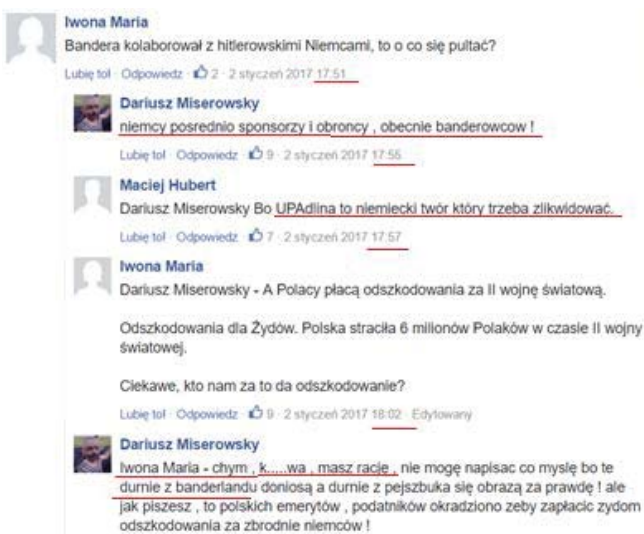 Iwona Maria
Bandera kolaborował z hitlerowskimi Niemcami, to o co się pultać?
Lubię to! · Odpowiedz · 2 · 2 styczeń 2017 17:51
Dariusz Miserowsky
niemcy posrednio sponsorzy i obroncy , obecnie banderowcow !
Lubię to! · Odpowiedz · 9 · 2 styczeń 2017 17:55
Maciej Hubert
Dariusz Miserowsky Bo UPAdlina to niemiecki twór który trzeba zlikwidować.
Lubię to! · Odpowiedz · 7 · 2 styczeń 2017 17:57
Iwona Maria
Dariusz Miserowsky - A Polacy płacą odszkodowania za II wojnę światową.
Odszkodowania dla Żydów. Polska straciła 6 milionów Polaków w czasie II wojny
światowej.
Ciekawe, kto nam za to da odszkodowanie?
Lubię to! · Odpowiedz · 9 · 2 styczeń 2017 18:02 · Edytowany
Dariusz Miserowsky
Iwona Maria - chym , k.....wa , masz racje , nie mogę napisac co myslę bo te
durnie z banderlandu doniosą a durnie z pejszbuka się obrazą za prawdę ! ale
jak piszesz , to polskich emerytów , podatników okradziono zeby zapłacic zydom
odszkodowania za zbrodnie niemców !